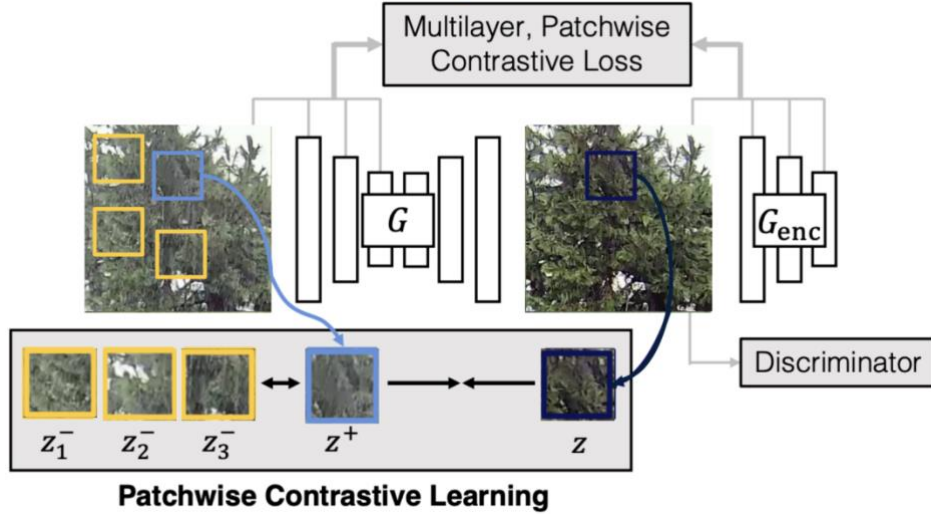 Multilayer, Patchwise
Contrastive Loss
G
G_enc
Discriminator
z_1^-
z_2^-
z_3^-
z^+
z
Patchwise Contrastive Learning